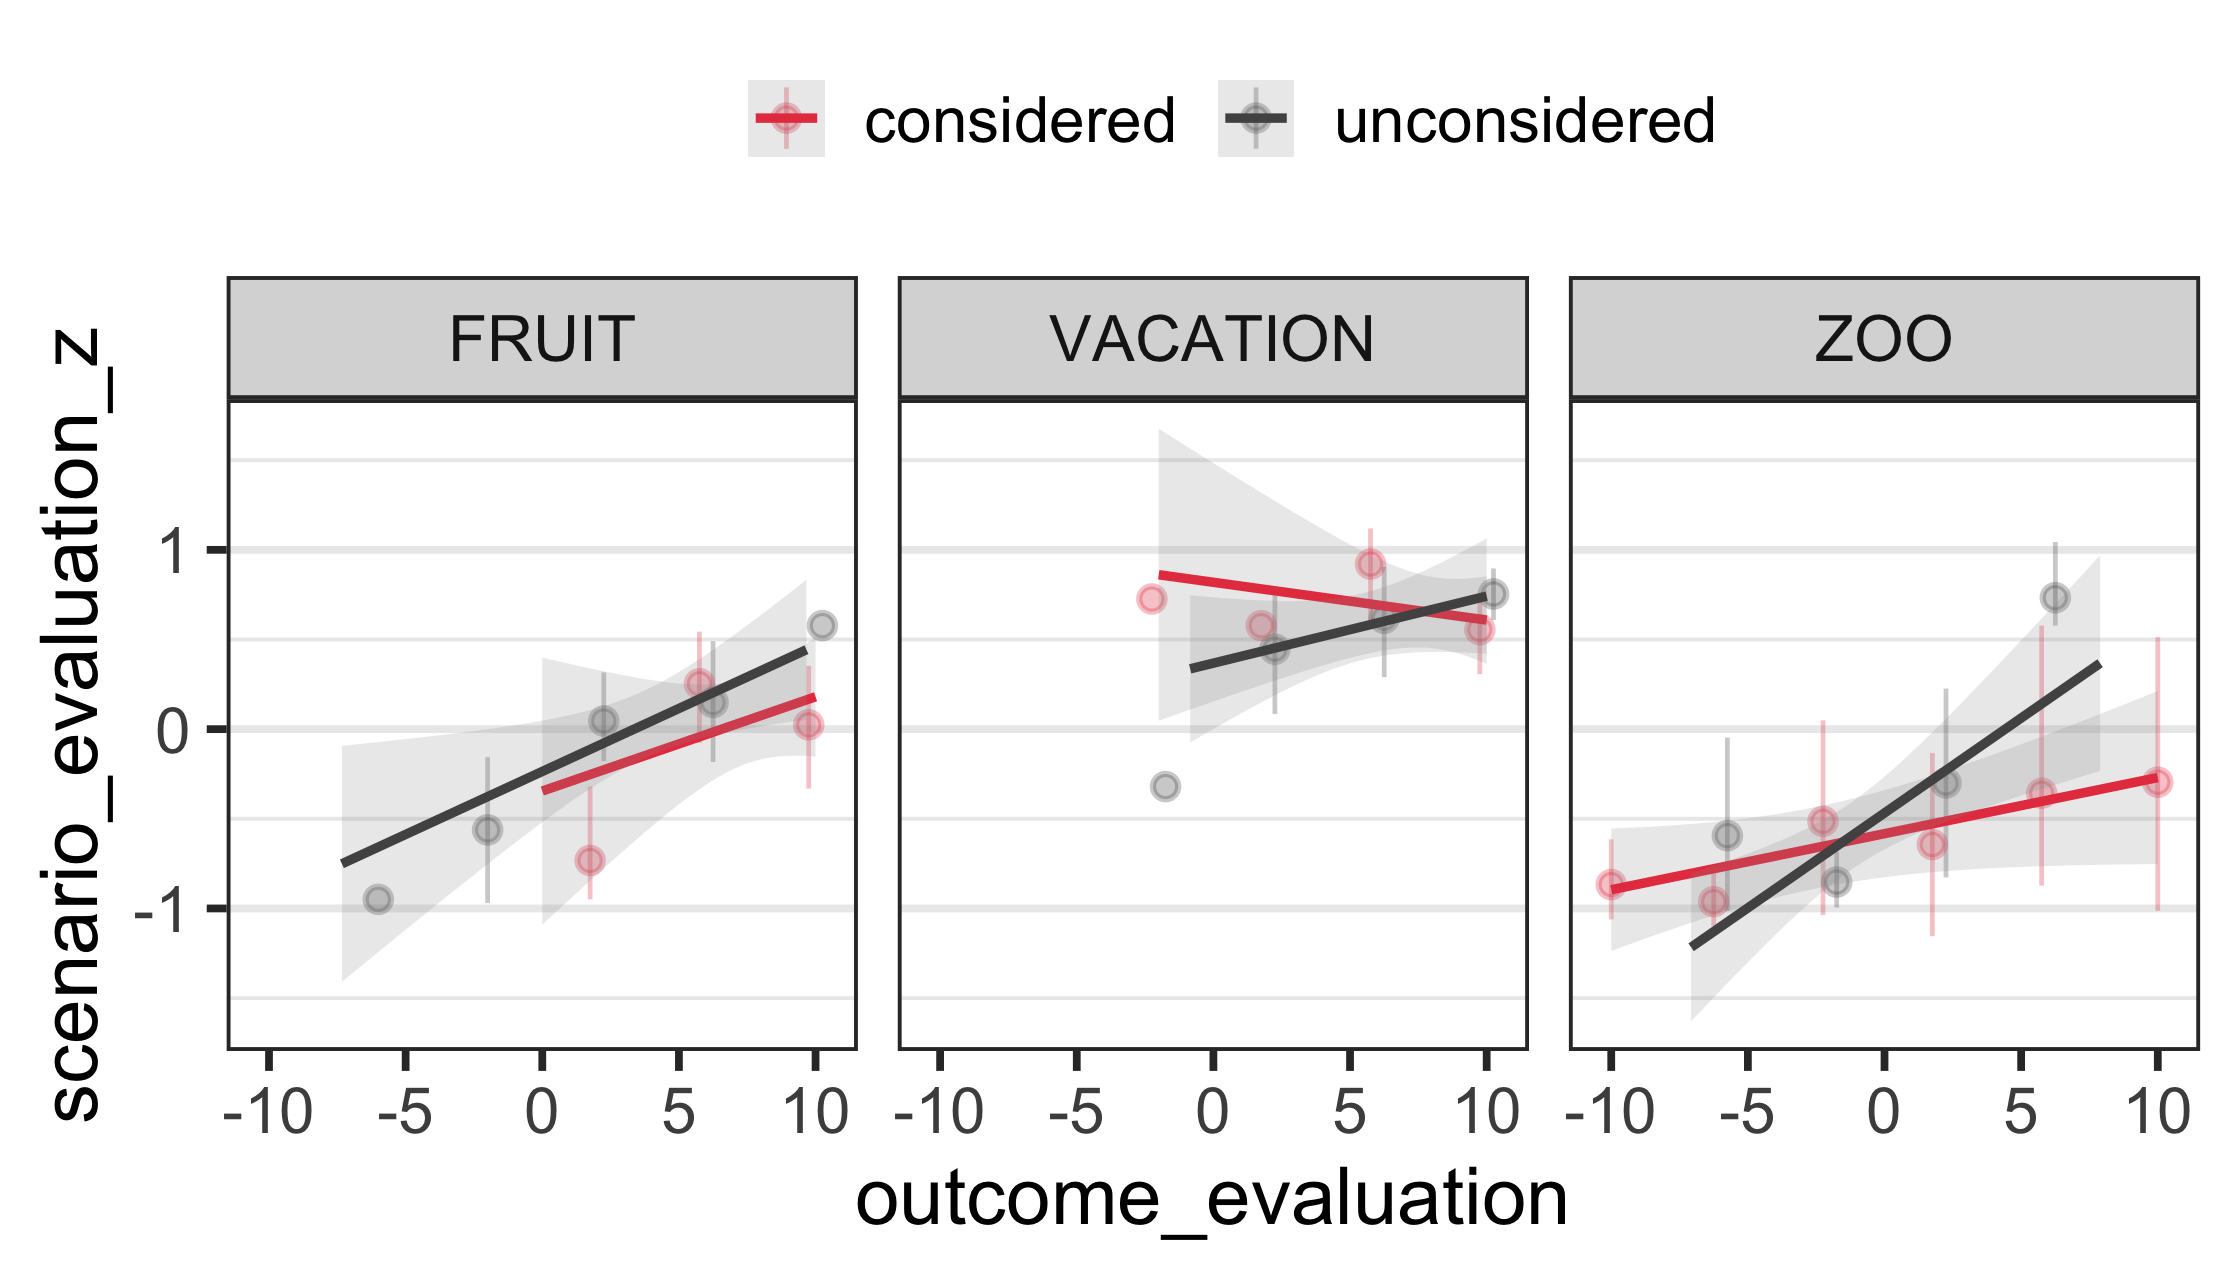 considered unconsidered
FRUIT VACATION ZOO
scenario_evaluation_z
1
0
-1
-10 -5 0 5 10 -10 -5 0 5 10 -10 -5 0 5 10
outcome_evaluation